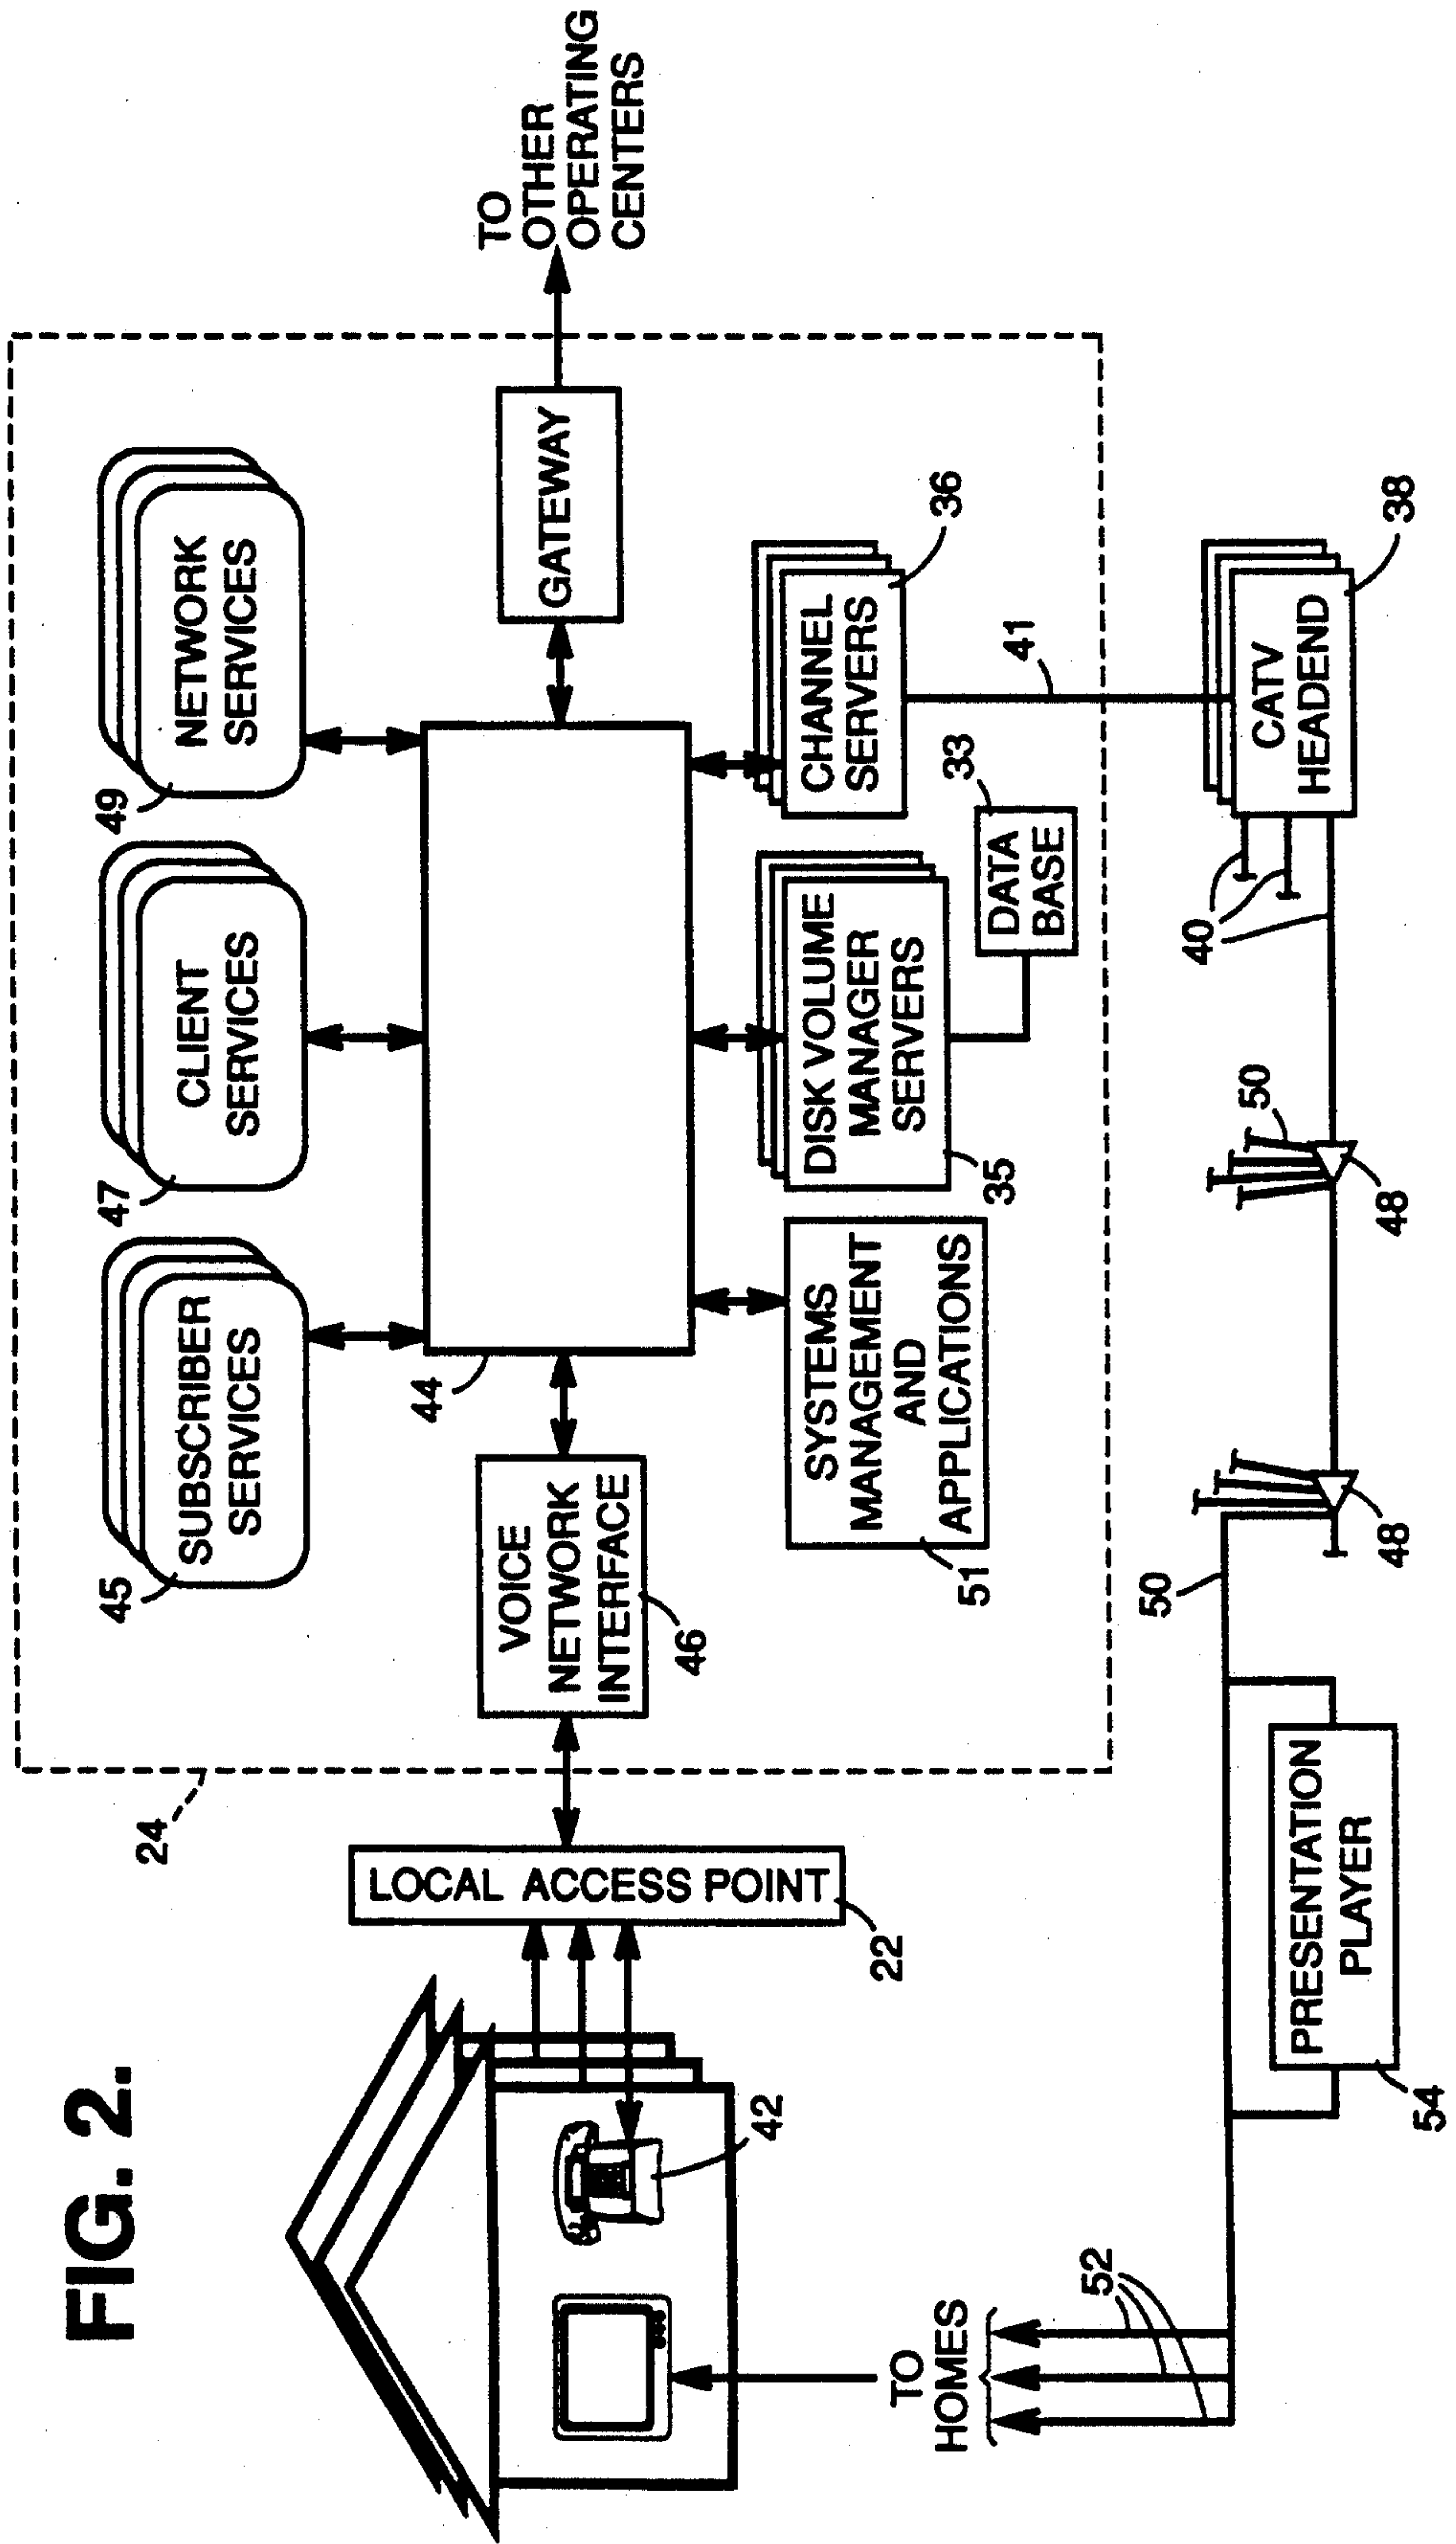 FIG. 2.
45
SUBSCRIBER
SERVICES
47
CLIENT
SERVICES
49
NETWORK
SERVICES
24
LOCAL ACCESS POINT
22
42
VOICE
NETWORK
INTERFACE
46
44
GATEWAY
TO
OTHER
OPERATING
CENTERS
SYSTEMS
MANAGEMENT
AND
APPLICATIONS
51
DISK VOLUME
MANAGER
SERVERS
35
DATA
BASE
33
CHANNEL
SERVERS
36
41
TO
HOMES
52
PRESENTATION
PLAYER
54
50
48
50
48
40
CATV
HEADEND
38